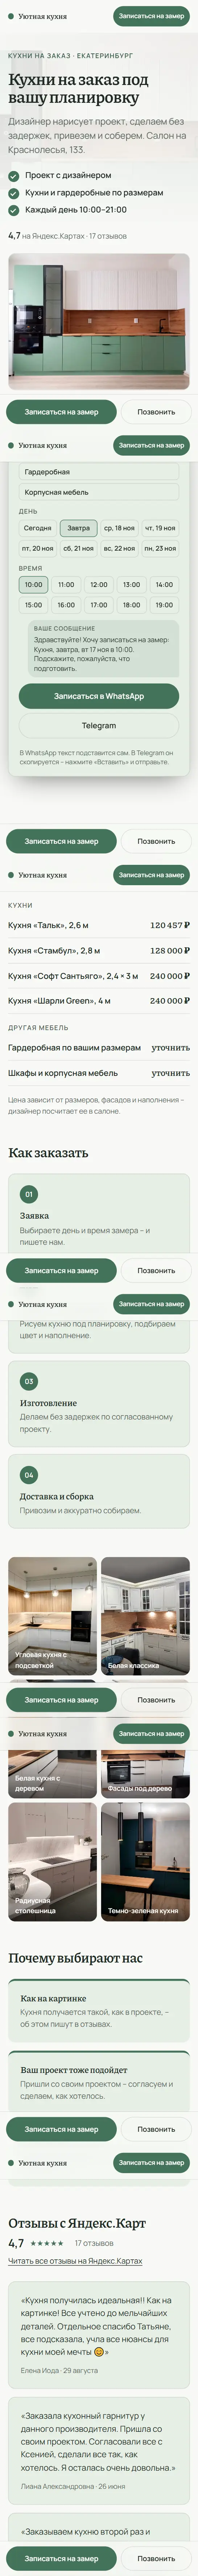 Уютная кухня
Записаться на замер
КУХНИ НА ЗАКАЗ · ЕКАТЕРИНБУРГ
Кухни на заказ под
вашу планировку
Дизайнер нарисует проект, сделаем без
задержек, привезем и соберем. Салон на
Краснолесья, 133.
Проект с дизайнером
Кухни и гардеробные по размерам
Каждый день 10:00–21:00
4,7 на Яндекс.Картах · 17 отзывов
Записаться на замер
Позвонить
Уютная кухня
Записаться на замер
Гардеробная
Корпусная мебель
ДЕНЬ
Сегодня
Завтра
ср, 18 ноя
чт, 19 ноя
пт, 20 ноя
сб, 21 ноя
вс, 22 ноя
пн, 23 ноя
ВРЕМЯ
10:00
11:00
12:00
13:00
14:00
15:00
16:00
17:00
18:00
19:00
ВАШЕ СООБЩЕНИЕ
Здравствуйте! Хочу записаться на замер:
Кухня, завтра, вт 17 ноя в 10:00.
Подскажите, пожалуйста, что
подготовить.
Записаться в WhatsApp
Telegram
В WhatsApp текст подставится сам. В Telegram он
скопируется – нажмите «Вставить» и отправьте.
Записаться на замер
Позвонить
Уютная кухня
Записаться на замер
КУХНИ
Кухня «Тальк», 2,6 м
120 457 ₽
Кухня «Стамбул», 2,8 м
128 000 ₽
Кухня «Софт Сантьяго», 2,4 × 3 м
240 000 ₽
Кухня «Шарли Green», 4 м
240 000 ₽
ДРУГАЯ МЕБЕЛЬ
Гардеробная по вашим размерам
уточнить
Шкафы и корпусная мебель
уточнить
Цена зависит от размеров, фасадов и наполнения –
дизайнер посчитает ее в салоне.
Как заказать
01
Заявка
Выбираете день и время замера – и
пишете нам.
Записаться на замер
Позвонить
Уютная кухня
Записаться на замер
Рисуем кухню под планировку, подбираем
цвет и наполнение.
03
Изготовление
Делаем без задержек по согласованному
проекту.
04
Доставка и сборка
Привозим и аккуратно собираем.
Угловая кухня с
подсветкой
Белая классика
Записаться на замер
Позвонить
Уютная кухня
Записаться на замер
Белая кухня с
деревом
Фасады под дерево
Радиусная
столешница
Темно-зеленая кухня
Почему выбирают нас
Как на картинке
Кухня получается такой, как в проекте, –
об этом пишут в отзывах.
Ваш проект тоже подойдет
Пришли со своим проектом – согласуем и
сделаем, как хотелось.
Записаться на замер
Позвонить
Уютная кухня
Записаться на замер
Отзывы с Яндекс.Карт
4,7 ★★★★★ 17 отзывов
Читать все отзывы на Яндекс.Картах
«Кухня получилась идеальная!! Как на
картинке! Все учтено до мельчайших
деталей. Отдельное спасибо Татьяне,
все подсказала, учла все нюансы для
кухни моей мечты 😊»
Елена Иода · 29 августа
«Заказала кухонный гарнитур у
данного производителя. Пришла со
своим проектом. Согласовали все с
Ксенией, сделали все так, как
хотелось. Я осталась очень довольна.»
Лиана Александровна · 26 июня
«Заказываем кухню второй раз и
Записаться на замер
Позвонить